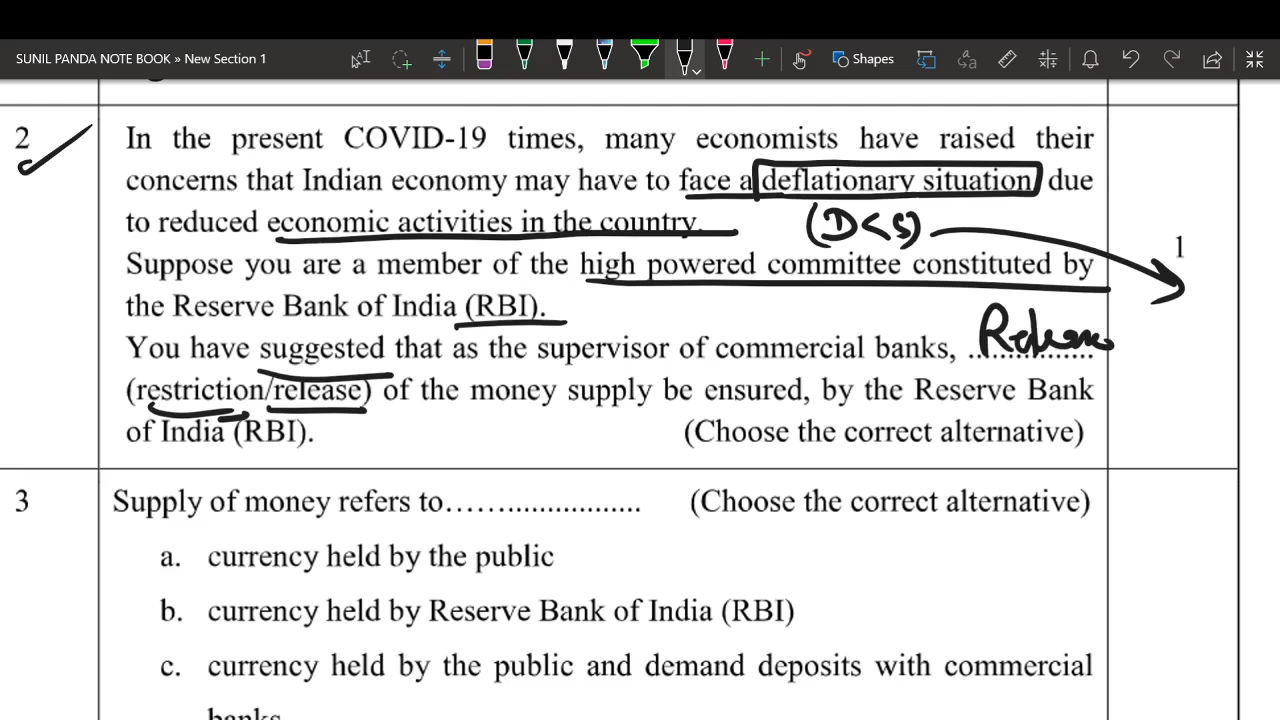 SUNIL PANDA NOTE BOOK » New Section 1
Shapes
2
In the present COVID-19 times, many economists have raised their
concerns that Indian economy may have to face a deflationary situation due
to reduced economic activities in the country.
(D<S)
Suppose you are a member of the high powered committee constituted by
1
the Reserve Bank of India (RBI).
You have suggested that as the supervisor of commercial banks, ................
(restriction/release) of the money supply be ensured, by the Reserve Bank
of India (RBI). (Choose the correct alternative)
3
Supply of money refers to…….................. (Choose the correct alternative)
a. currency held by the public
b. currency held by Reserve Bank of India (RBI)
c. currency held by the public and demand deposits with commercial
banks